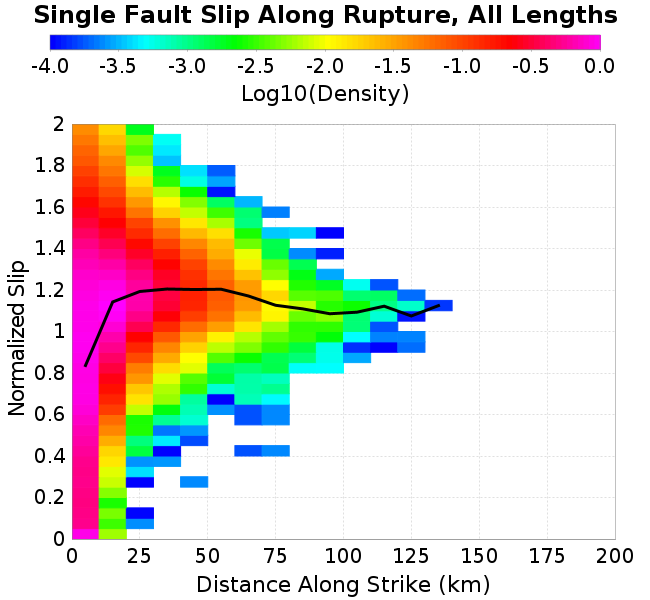 Single Fault Slip Along Rupture, All Lengths
-4.0 -3.5 -3.0 -2.5 -2.0 -1.5 -1.0 -0.5 0.0
Log10(Density)
2
1.8
1.6
1.4
1.2
1
0.8
0.6
0.4
0.2
0
Normalized Slip
0 25 50 75 100 125 150 175 200
Distance Along Strike (km)